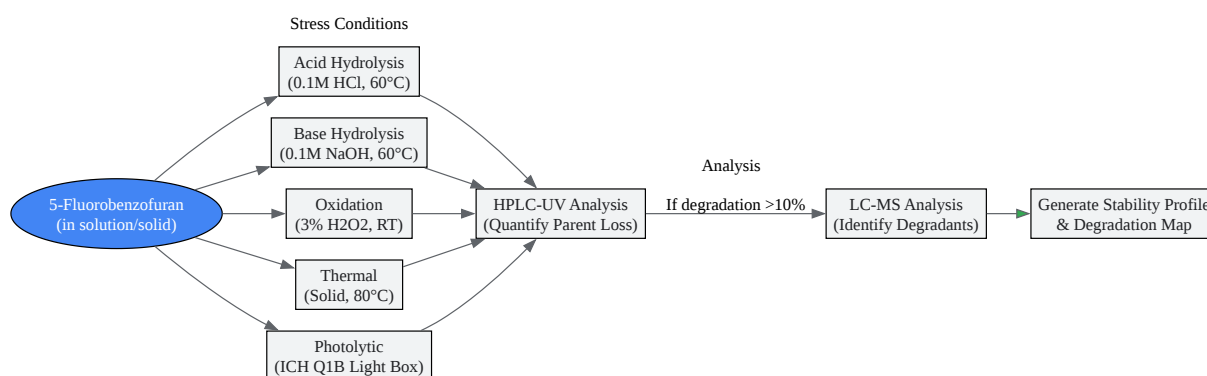 Stress Conditions
Acid Hydrolysis
(0.1M HCl, 60°C)
Base Hydrolysis
(0.1M NaOH, 60°C)
Analysis
5-Fluorobenzofuran
(in solution/solid)
Oxidation
(3% H2O2, RT)
HPLC-UV Analysis
(Quantify Parent Loss)
If degradation >10%
LC-MS Analysis
(Identify Degradants)
Generate Stability Profile
& Degradation Map
Thermal
(Solid, 80°C)
Photolytic
(ICH Q1B Light Box)